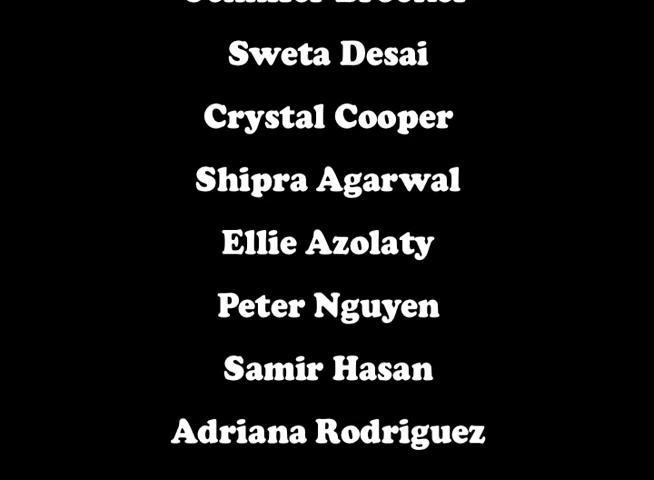 Sweta Desai
Crystal Cooper
Shipra Agarwal
Ellie Azolaty
Peter Nguyen
Samir Hasan
Adriana Rodriguez